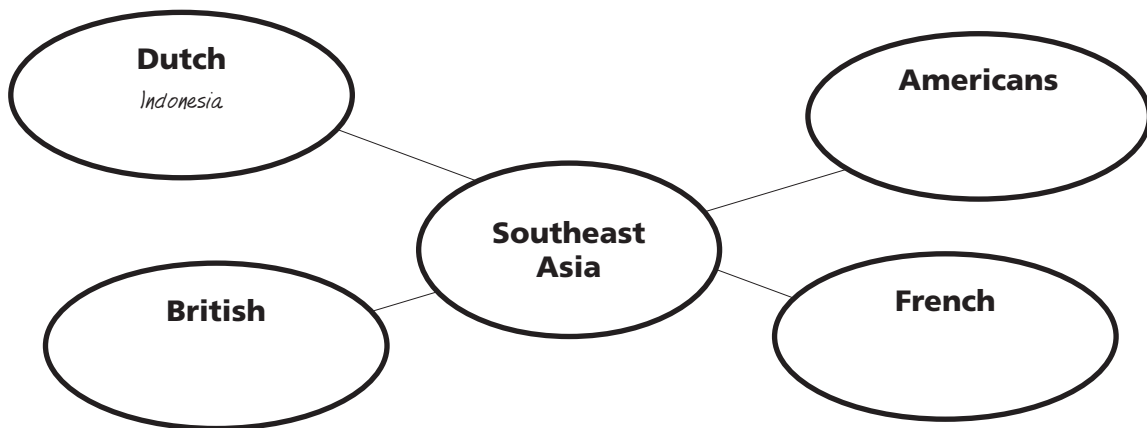 Dutch
Indonesia
Americans
Southeast
Asia
British
French